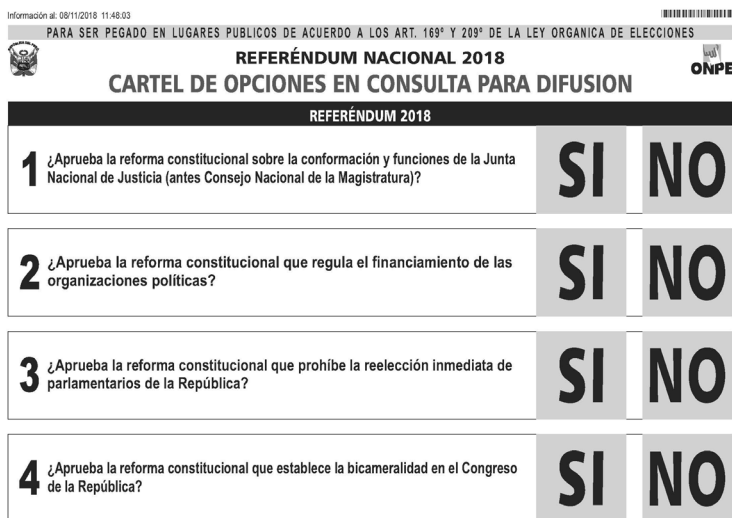 Información al: 08/11/2018 11:48:03
PARA SER PEGADO EN LUGARES PUBLICOS DE ACUERDO A LOS ART. 169º Y 209º DE LA LEY ORGANICA DE ELECCIONES
REFERÉNDUM NACIONAL 2018
ONPE
CARTEL DE OPCIONES EN CONSULTA PARA DIFUSION
REFERÉNDUM 2018
1 ¿Aprueba la reforma constitucional sobre la conformación y funciones de la Junta
Nacional de Justicia (antes Consejo Nacional de la Magistratura)?
SI NO
2 ¿Aprueba la reforma constitucional que regula el financiamiento de las
organizaciones políticas?
SI NO
3 ¿Aprueba la reforma constitucional que prohíbe la reelección inmediata de
parlamentarios de la República?
SI NO
4 ¿Aprueba la reforma constitucional que establece la bicameralidad en el Congreso
de la República?
SI NO